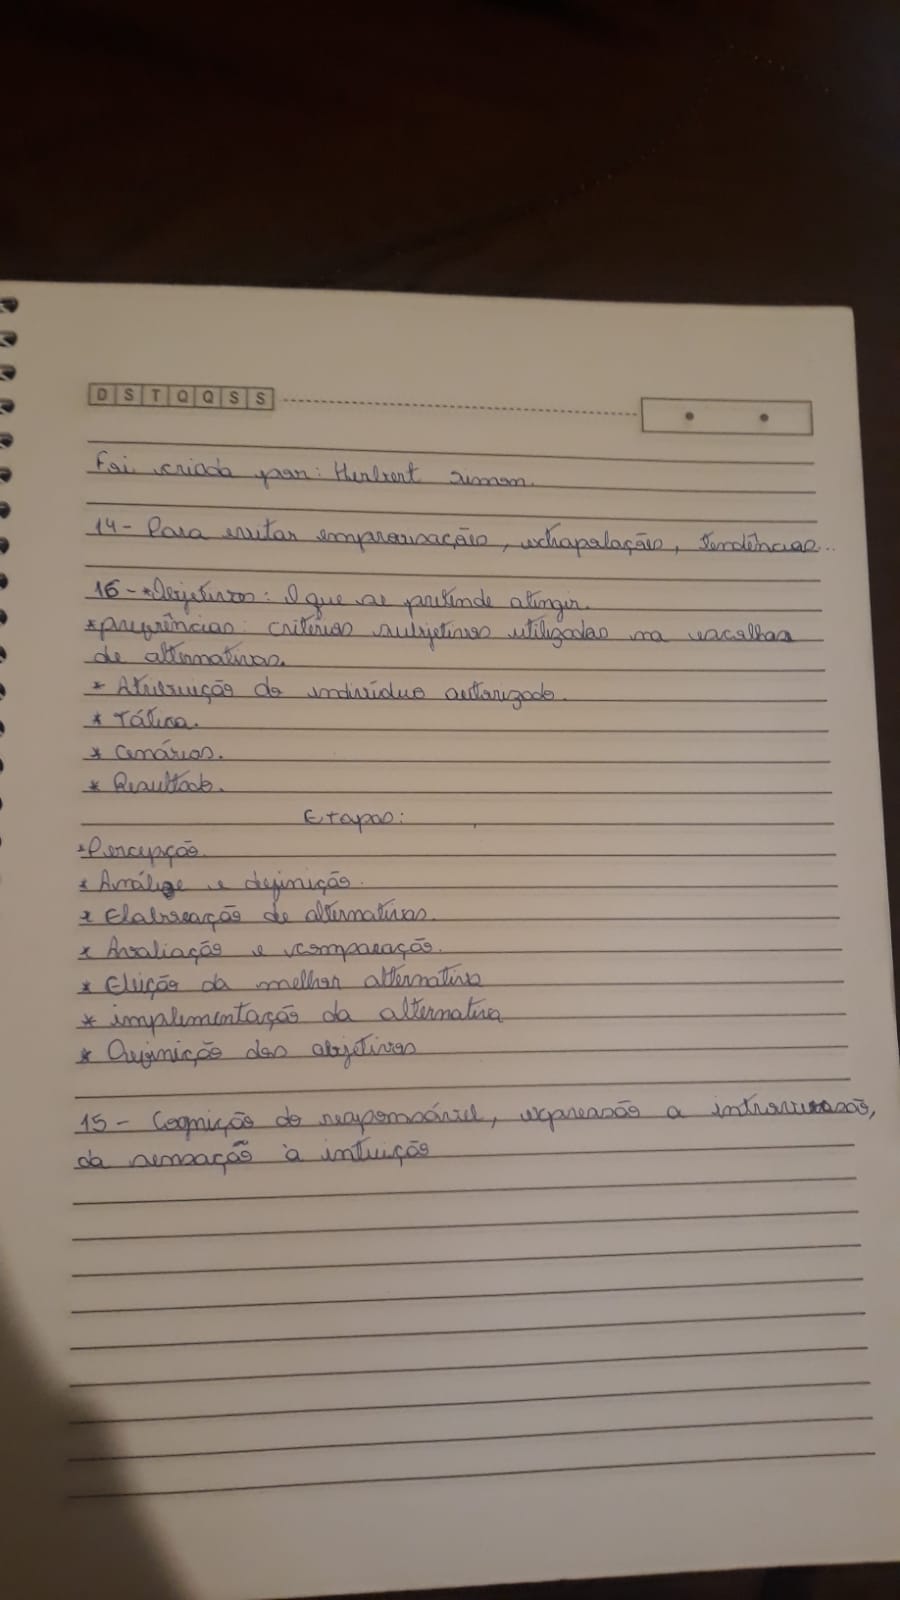 D S T Q Q S S
Foi criada por: Herbert Simon.
14- Para evitar improvisação, extrapolação, tendências...
16- *Objetivos: O que se pretende atingir.
*preferências: critérios subjetivos utilizados na escolha
de alternativas.
* Atribuição do indivíduo autorizado.
* Tática.
* Cenários.
* Resultado.
Etapas:
*Percepção.
* Análise e definição.
* Elaboração de alternativas.
* Avaliação e comparação.
* Eleição da melhor alternativa
* implementação da alternativa
* Definição dos objetivos
15- Cognição do responsável, expressão a
da sensação à intuição